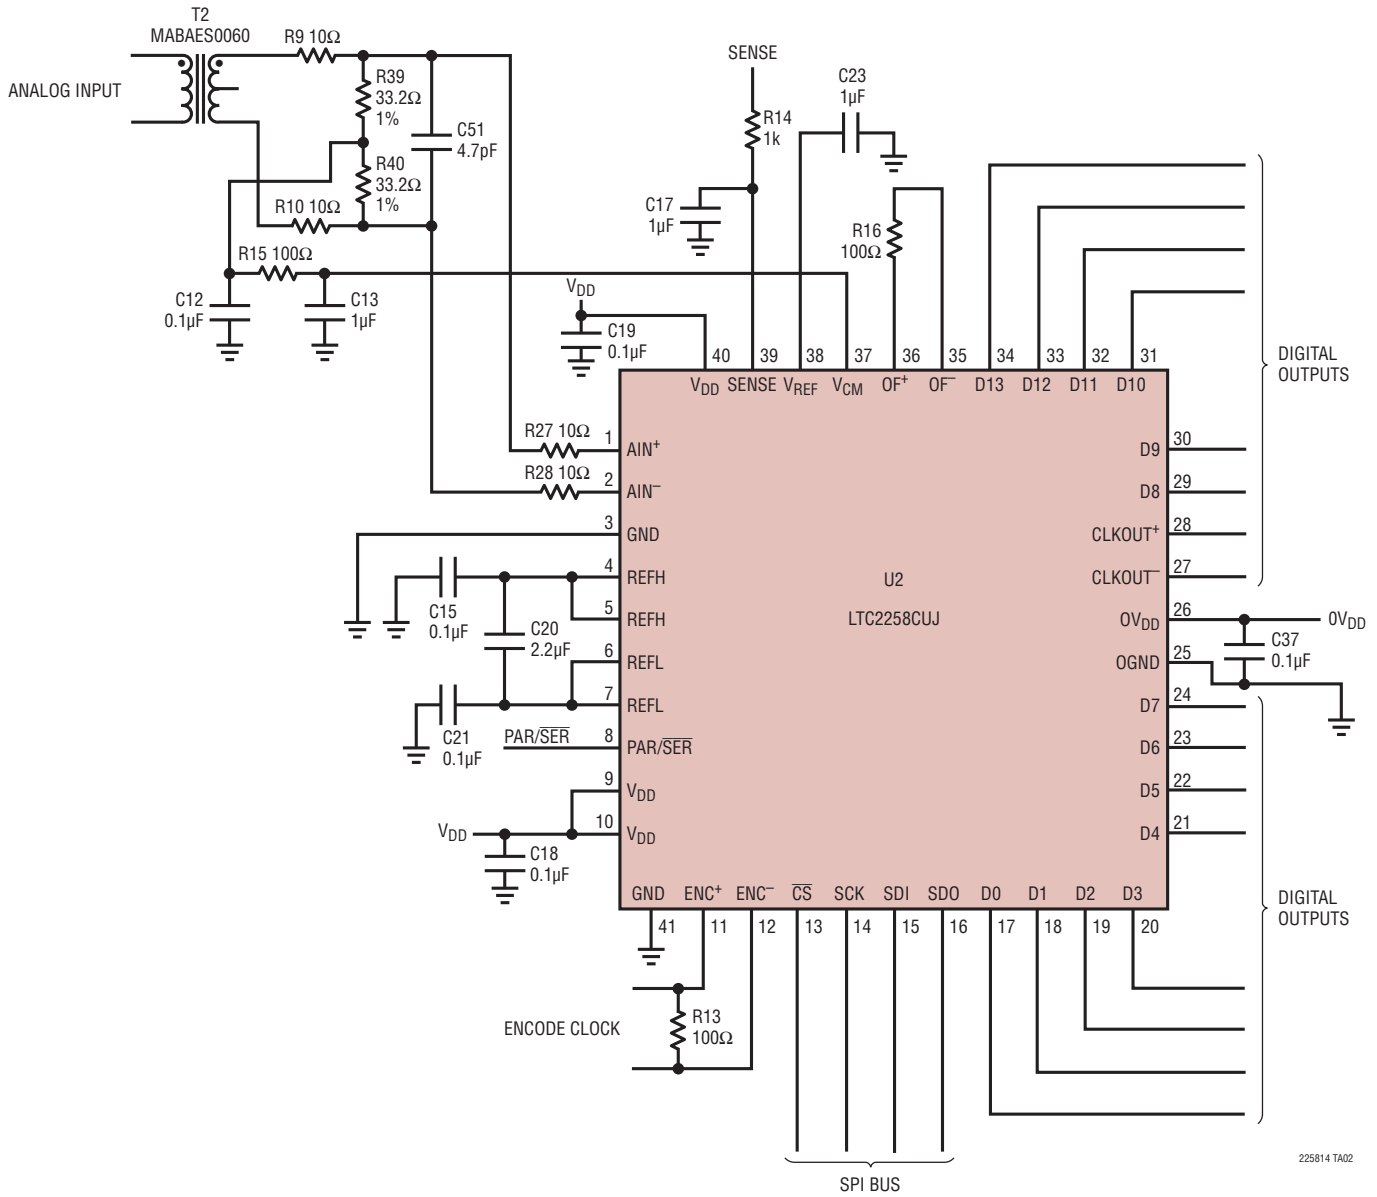 T2
MABAES0060
ANALOG INPUT
R9 10Ω
R39
33.2Ω
1%
C51
4.7pF
R40
33.2Ω
1%
R10 10Ω
R15 100Ω
C12
0.1µF
C13
1µF
SENSE
R14
1k
C23
1µF
C17
1µF
R16
100Ω
VDD
C19
0.1µF
40
39
38
37
36
35
34
33
32
31
VDD
SENSE
VREF
VCM
OF+
OF–
D13
D12
D11
D10
DIGITAL
OUTPUTS
R27 10Ω
1
AIN+
R28 10Ω
2
AIN–
3
GND
4
REFH
5
REFH
6
REFL
7
REFL
PAR/SER
8
PAR/SER
9
VDD
VDD
10
VDD
C15
0.1µF
C20
2.2µF
C21
0.1µF
C18
0.1µF
U2
LTC2258CUJ
D9
30
D8
29
CLKOUT+
28
CLKOUT–
27
OVDD
26
0VDD
C37
0.1µF
OGND
25
D7
24
D6
23
D5
22
D4
21
GND
ENC+
ENC–
CS
SCK
SDI
SDO
D0
D1
D2
D3
41
11
12
13
14
15
16
17
18
19
20
DIGITAL
OUTPUTS
ENCODE CLOCK
R13
100Ω
SPI BUS
225814 TA02